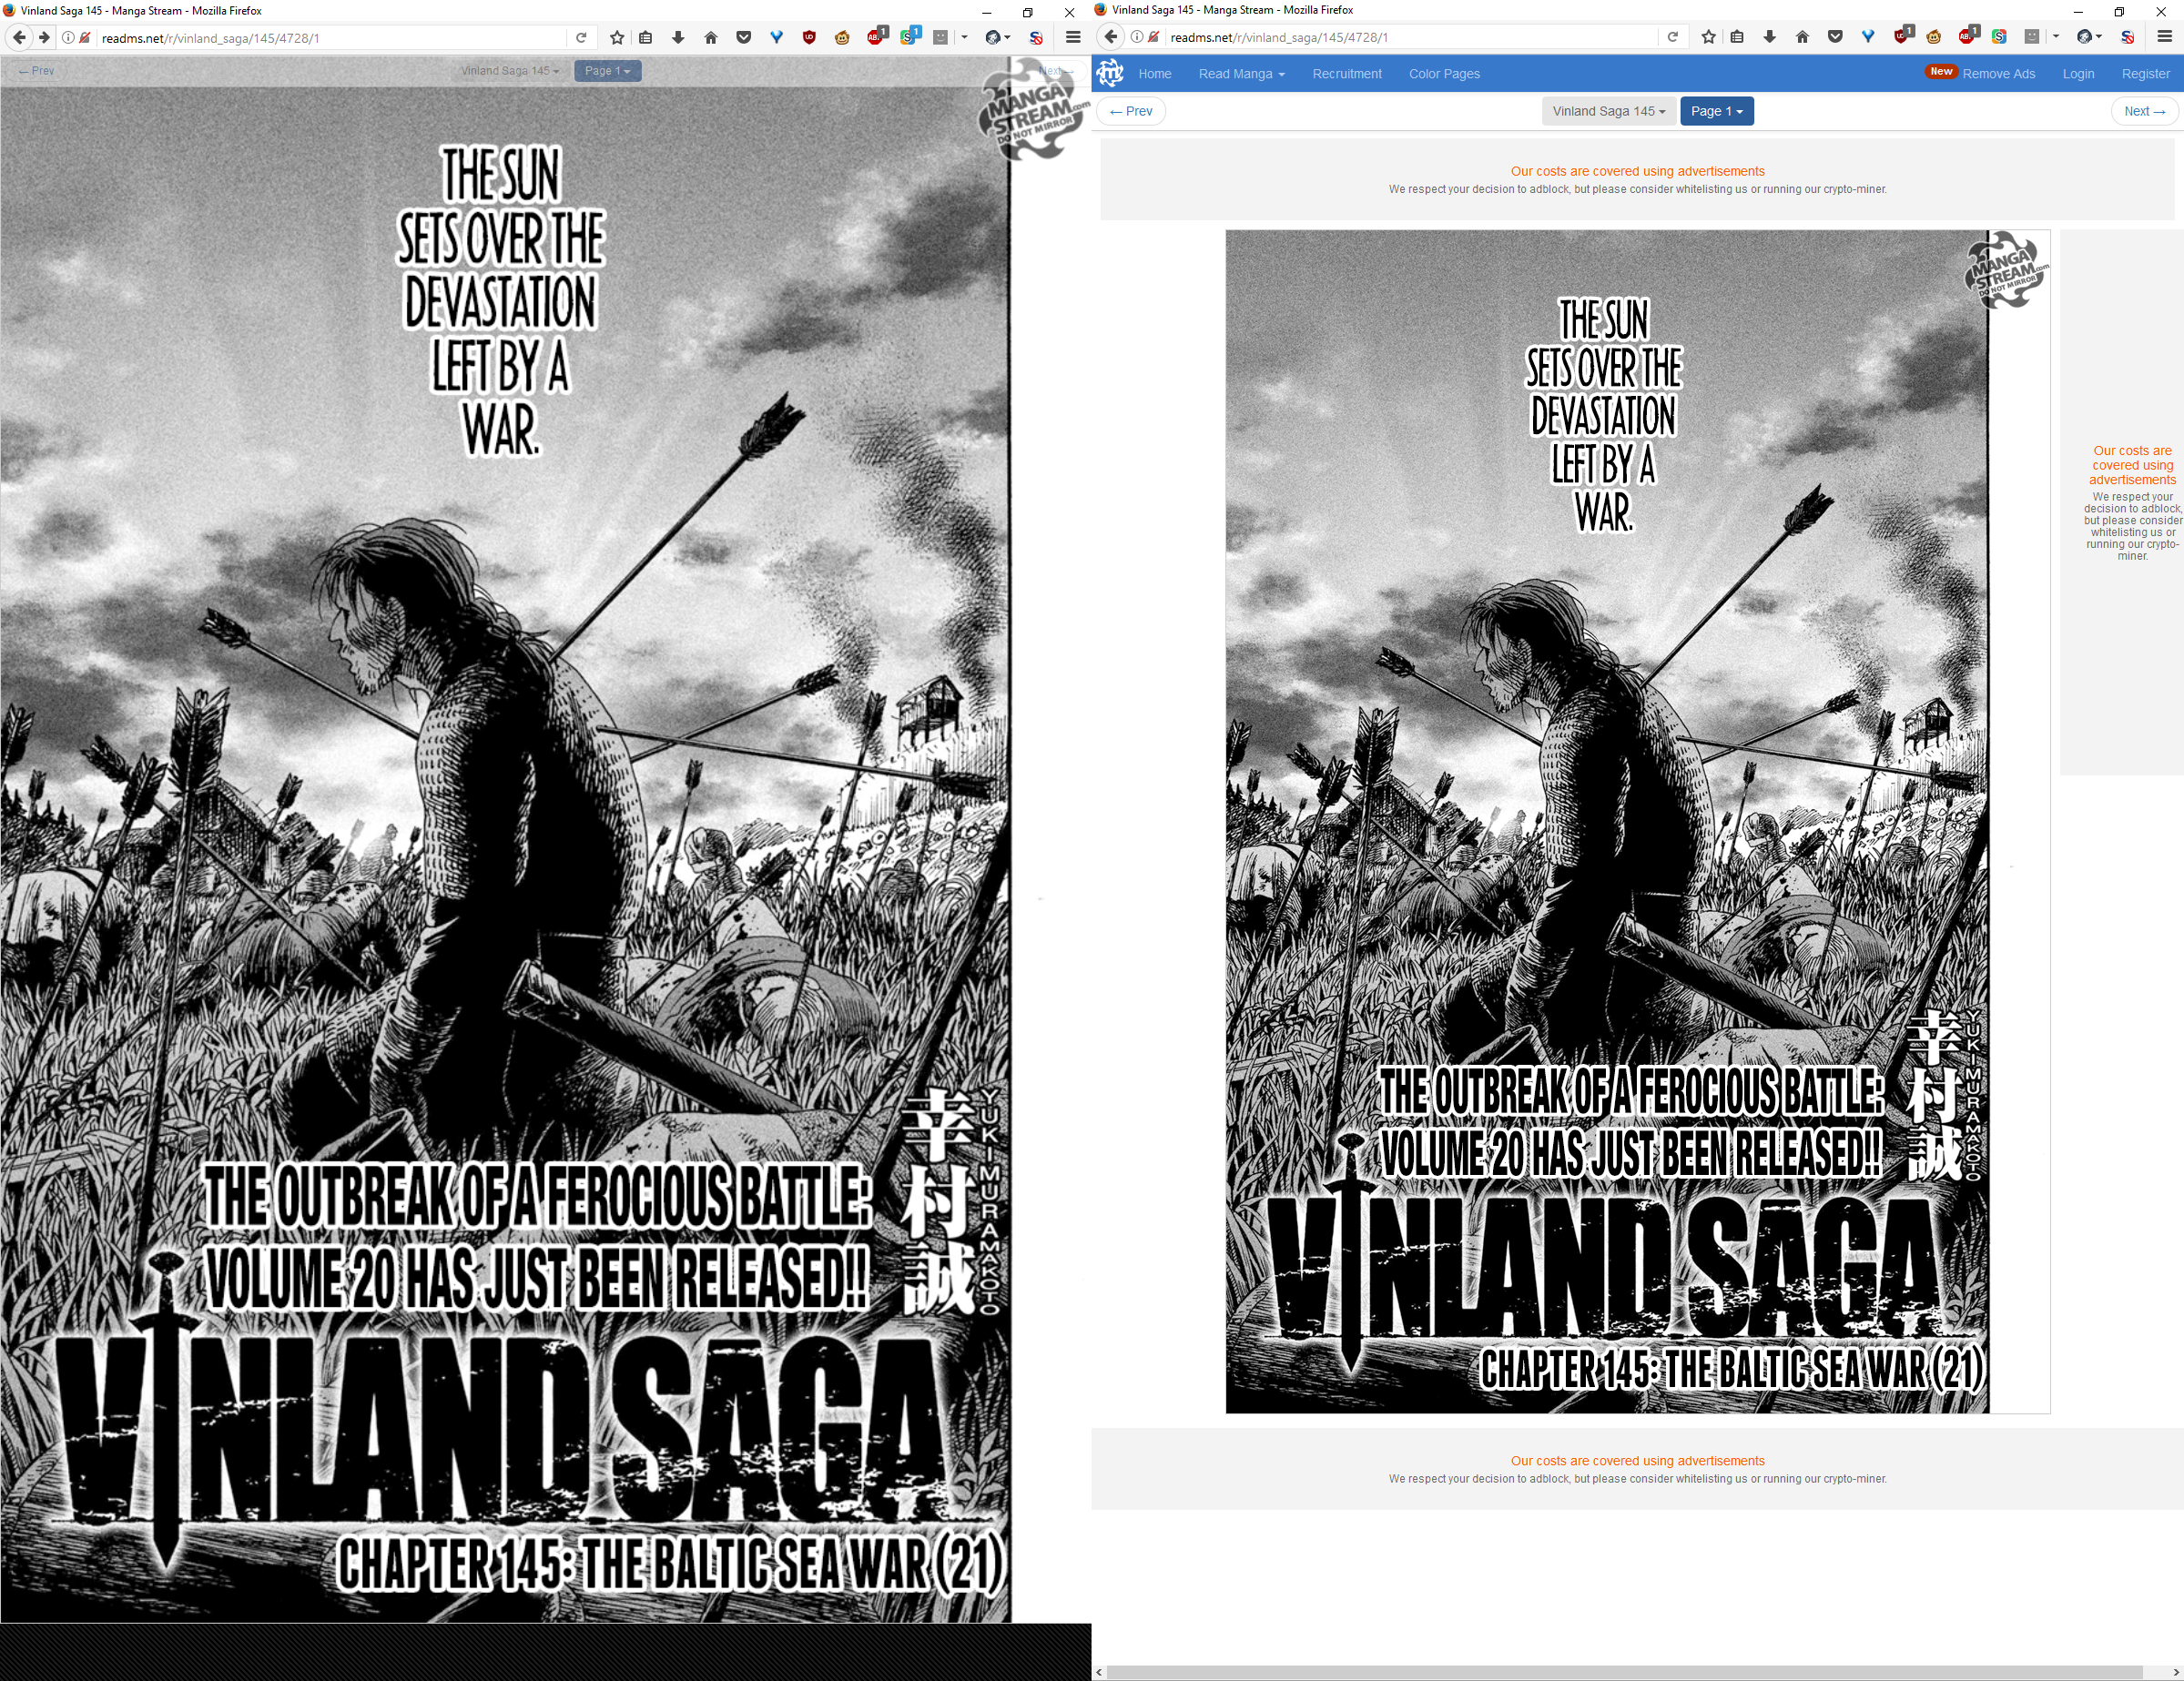 Vinland Saga 145 - Manga Stream - Mozilla Firefox
readms.net/r/vinland_saga/145/4728/1
← Prev
Vinland Saga 145
Page 1
Next →
MANGA
STREAM.com
DO NOT MIRROR
THE SUN
SETS OVER THE
DEVASTATION
LEFT BY A
WAR.
幸村誠
YUKIMURA MAKOTO
THE OUTBREAK OF A FEROCIOUS BATTLE:
VOLUME 20 HAS JUST BEEN RELEASED!!
VINLAND SAGA
CHAPTER 145: THE BALTIC SEA WAR (21)
Vinland Saga 145 - Manga Stream - Mozilla Firefox
readms.net/r/vinland_saga/145/4728/1
Home
Read Manga
Recruitment
Color Pages
New
Remove Ads
Login
Register
← Prev
Vinland Saga 145
Page 1
Next →
Our costs are covered using advertisements
We respect your decision to adblock, but please consider whitelisting us or running our crypto-miner.
MANGA
STREAM.com
DO NOT MIRROR
THE SUN
SETS OVER THE
DEVASTATION
LEFT BY A
WAR.
Our costs are
covered using
advertisements
We respect your
decision to adblock,
but please consider
whitelisting us or
running our crypto-
miner.
幸村誠
YUKIMURA MAKOTO
THE OUTBREAK OF A FEROCIOUS BATTLE:
VOLUME 20 HAS JUST BEEN RELEASED!!
VINLAND SAGA
CHAPTER 145: THE BALTIC SEA WAR (21)
Our costs are covered using advertisements
We respect your decision to adblock, but please consider whitelisting us or running our crypto-miner.